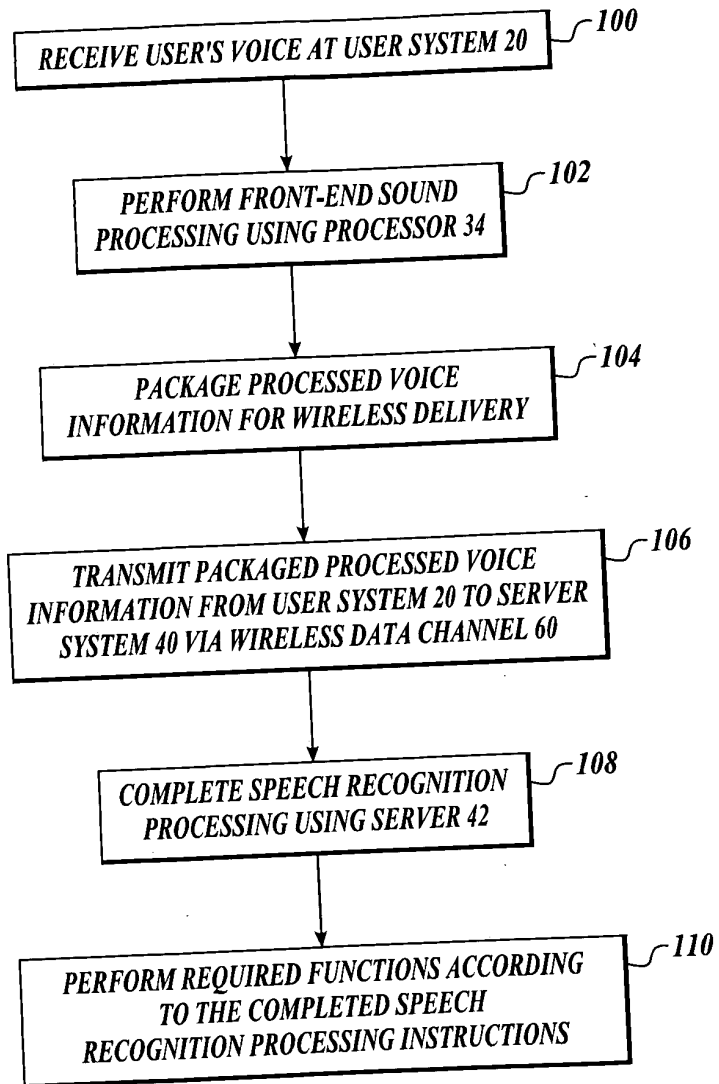 RECEIVE USER'S VOICE AT USER SYSTEM 20
100
PERFORM FRONT-END SOUND
PROCESSING USING PROCESSOR 34
102
PACKAGE PROCESSED VOICE
INFORMATION FOR WIRELESS DELIVERY
104
TRANSMIT PACKAGED PROCESSED VOICE
INFORMATION FROM USER SYSTEM 20 TO SERVER
SYSTEM 40 VIA WIRELESS DATA CHANNEL 60
106
COMPLETE SPEECH RECOGNITION
PROCESSING USING SERVER 42
108
PERFORM REQUIRED FUNCTIONS ACCORDING
TO THE COMPLETED SPEECH
RECOGNITION PROCESSING INSTRUCTIONS
110